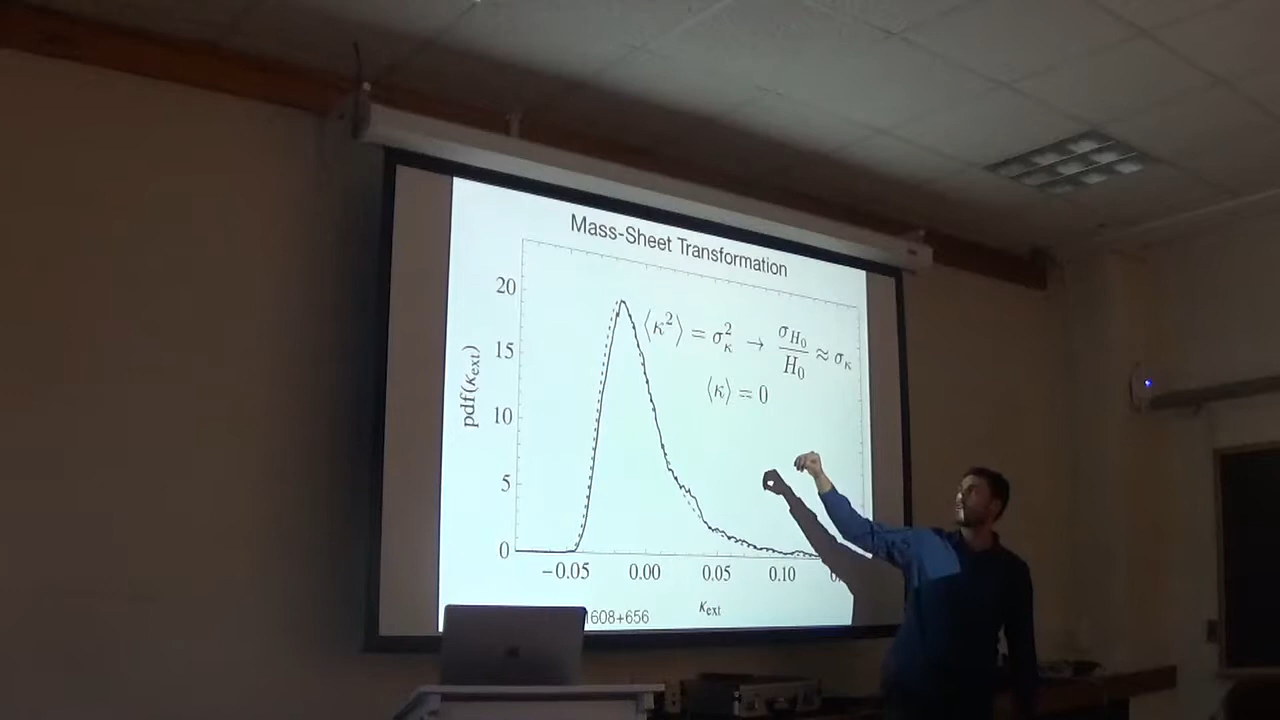 Mass-Sheet Transformation
20
15
10
5
0
pdf(κext)
⟨κ²⟩ = σκ² → σH₀/H₀ ≈ σκ
⟨κ⟩ = 0
−0.05 0.00 0.05 0.10
κext
1608+656